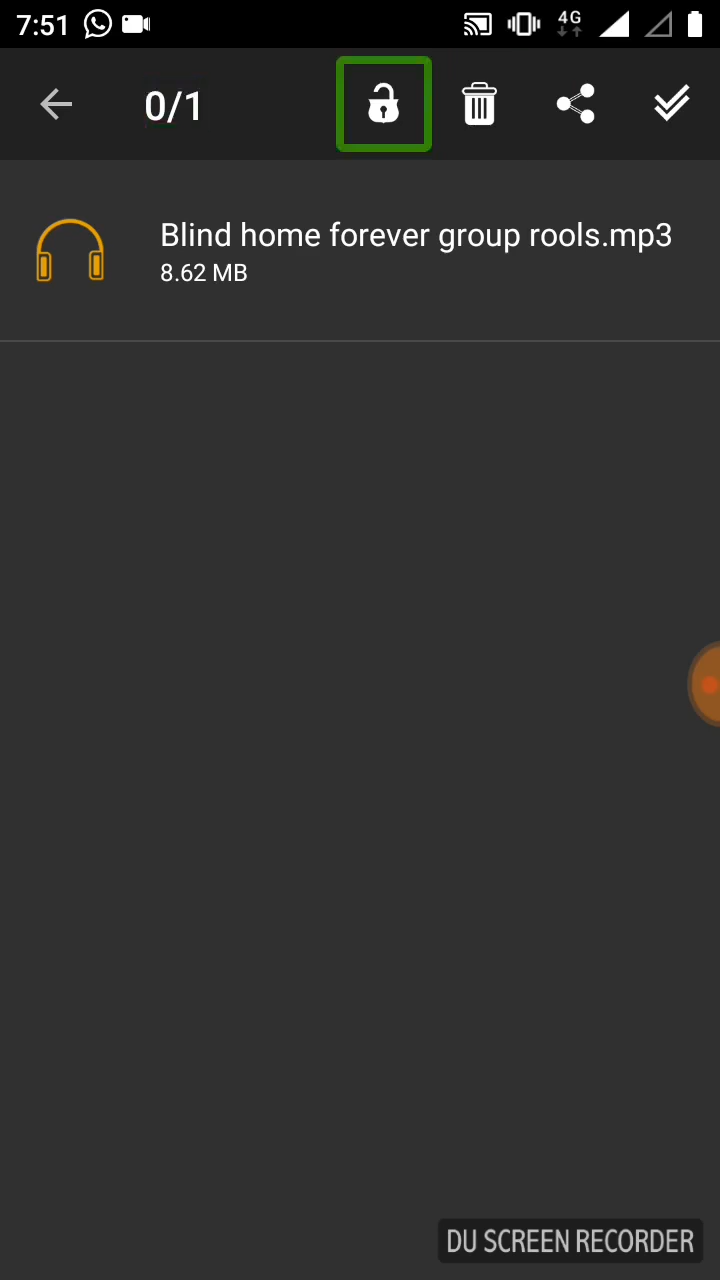 7:51
4G
0/1
Blind home forever group rools.mp3
8.62 MB
DU SCREEN RECORDER